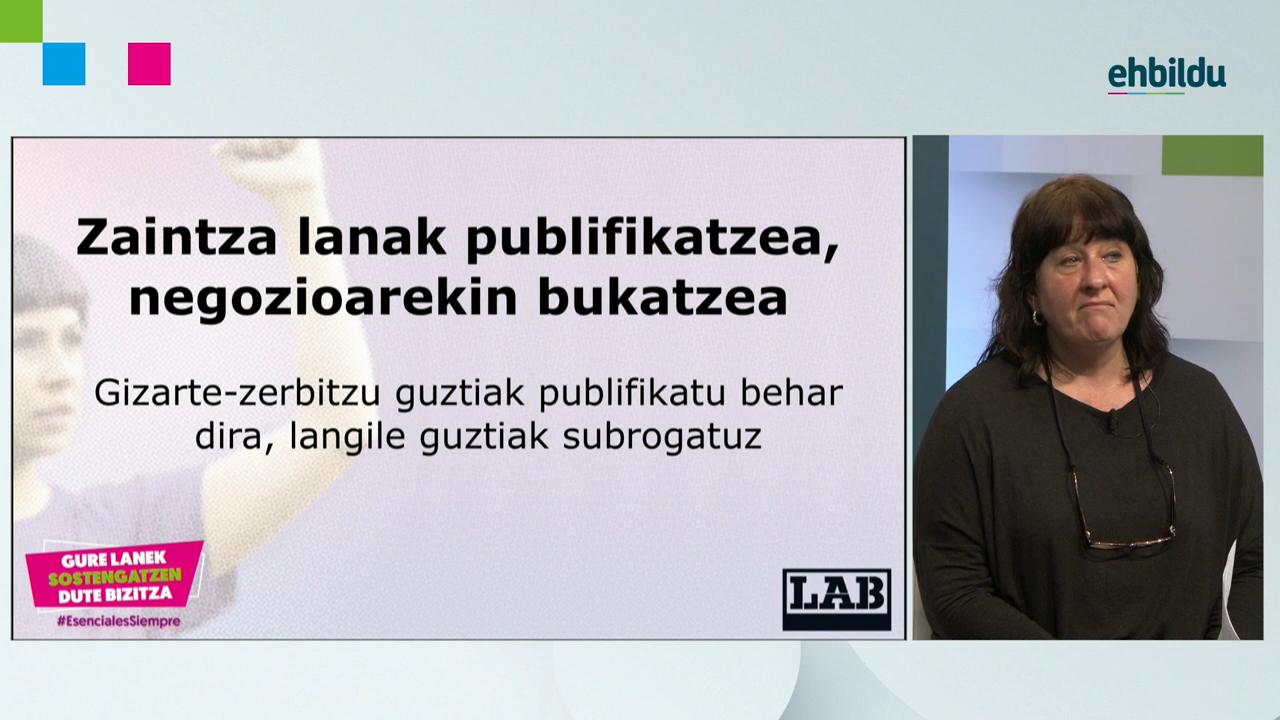 ehbildu
Zaintza lanak publifikatzea,
negozioarekin bukatzea
Gizarte-zerbitzu guztiak publifikatu behar
dira, langile guztiak subrogatuz
GURE LANEK
SOSTENGATZEN
DUTE BIZITZA
#EsencialesSiempre
LAB